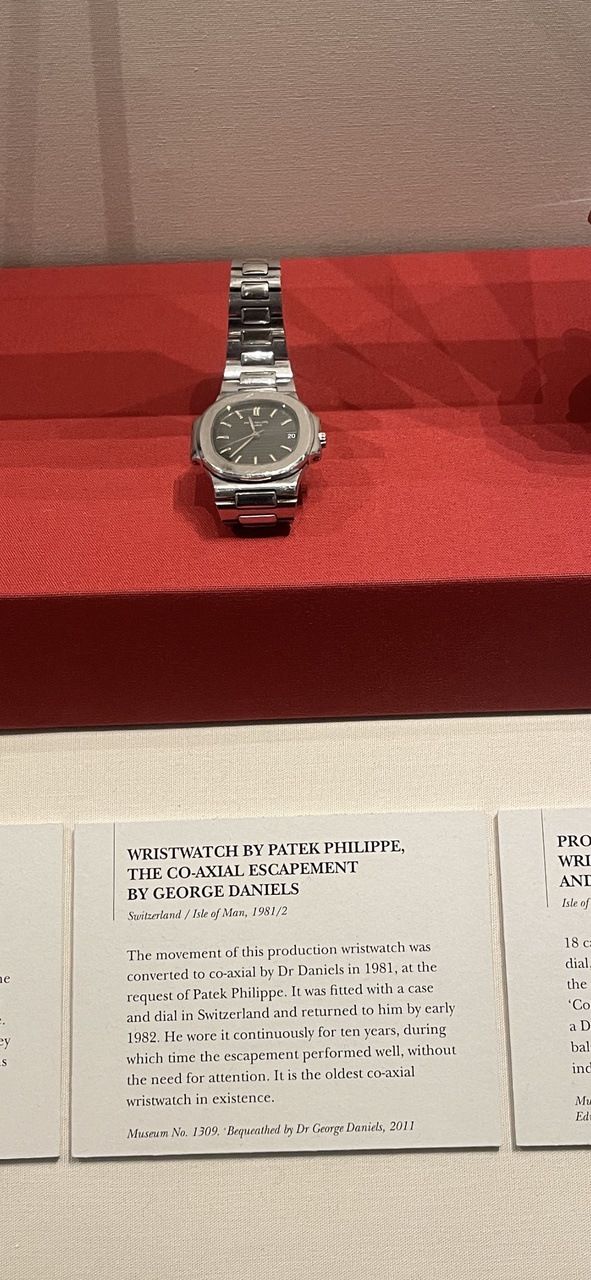 PATEK PHILIPPE
20
WRISTWATCH BY PATEK PHILIPPE,
THE CO-AXIAL ESCAPEMENT
BY GEORGE DANIELS
Switzerland / Isle of Man, 1981/2
The movement of this production wristwatch was
converted to co-axial by Dr Daniels in 1981, at the
request of Patek Philippe. It was fitted with a case
and dial in Switzerland and returned to him by early
1982. He wore it continuously for ten years, during
which time the escapement performed well, without
the need for attention. It is the oldest co-axial
wristwatch in existence.
Museum No. 1309. ‘Bequeathed by Dr George Daniels, 2011
PRO
WRI
AND
Isle of
18 c
dial,
the
‘Co
a D
bal
ind
Mu
Edu